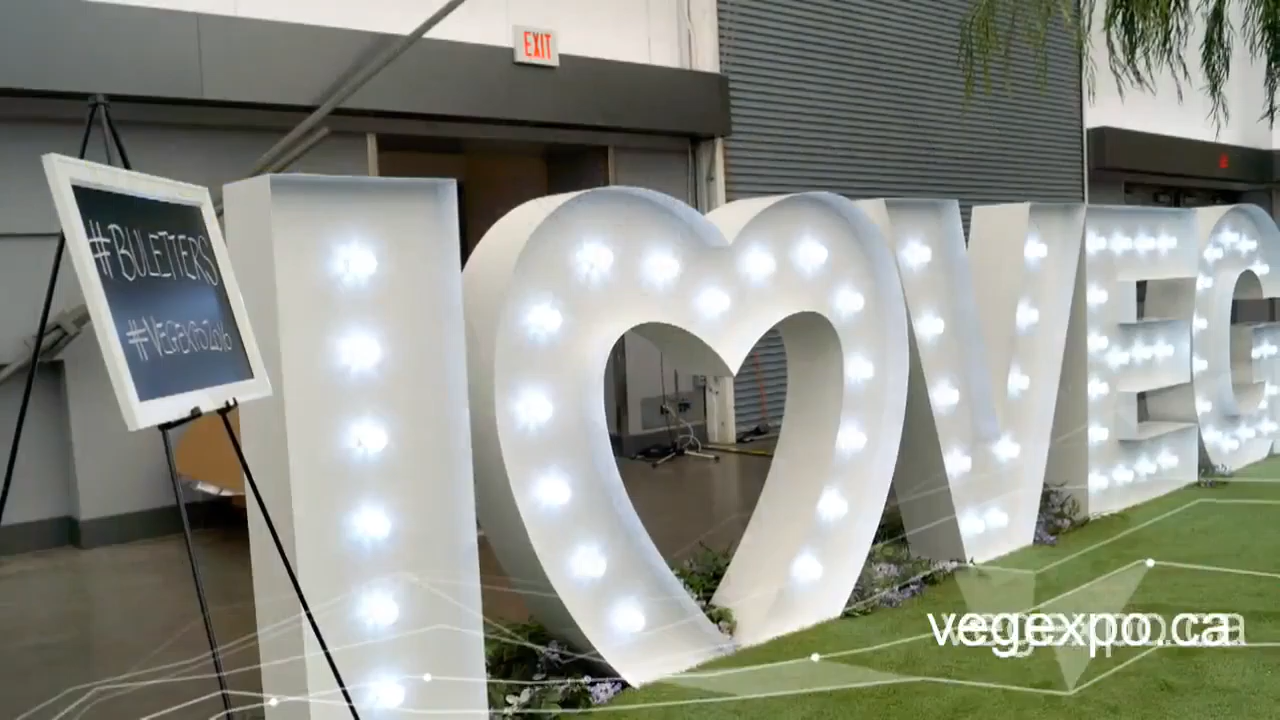 EXIT
#BULETTERS
#VEGEXPO2016
I ♥ VEG
vegexpo.ca